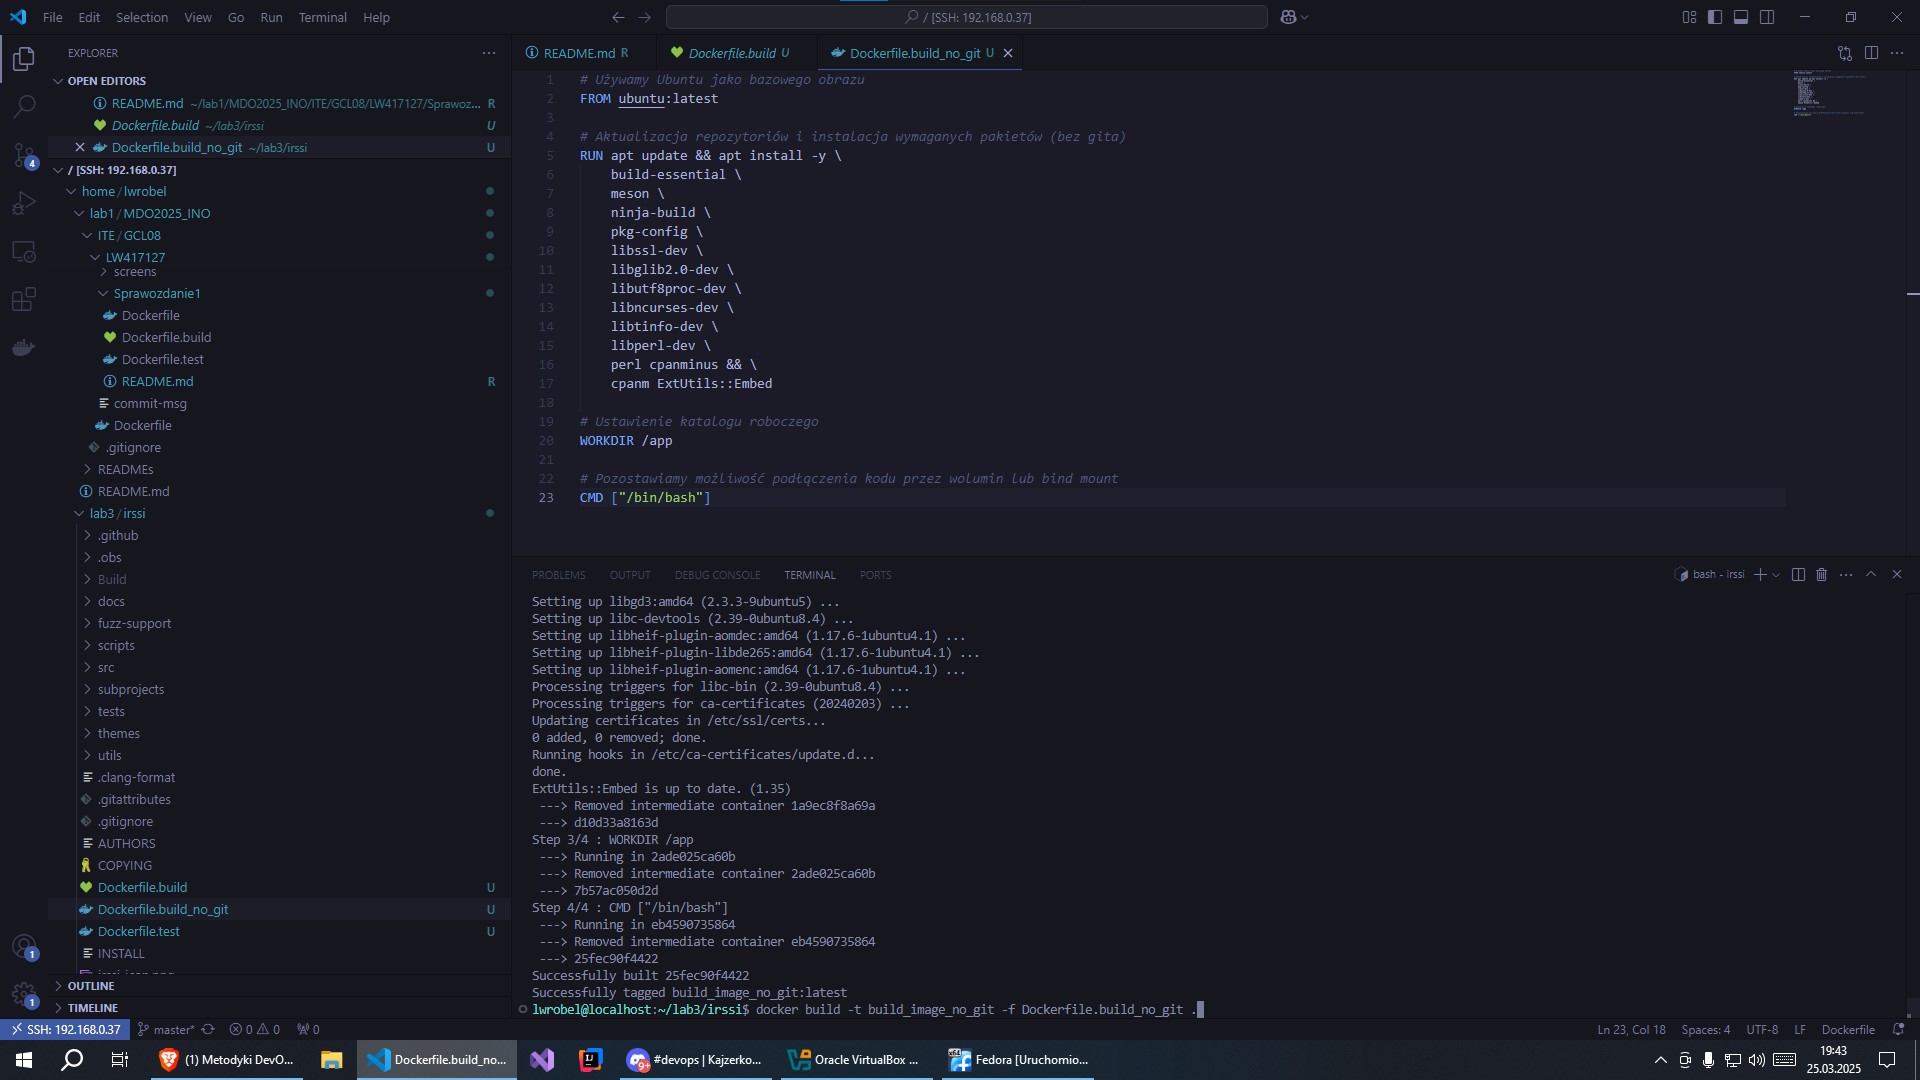 File Edit Selection View Go Run Terminal Help
/ [SSH: 192.168.0.37]
EXPLORER
OPEN EDITORS
README.md ~/lab1/MDO2025_INO/ITE/GCL08/LW417127/Sprawoz... R
Dockerfile.build ~/lab3/irssi U
Dockerfile.build_no_git ~/lab3/irssi U
/ [SSH: 192.168.0.37]
home / lwrobel
lab1 / MDO2025_INO
ITE / GCL08
LW417127
screens
Sprawozdanie1
Dockerfile
Dockerfile.build
Dockerfile.test
README.md R
commit-msg
Dockerfile
.gitignore
READMEs
README.md
lab3 / irssi
.github
.obs
Build
docs
fuzz-support
scripts
src
subprojects
tests
themes
utils
.clang-format
.gitattributes
.gitignore
AUTHORS
COPYING
Dockerfile.build U
Dockerfile.build_no_git U
Dockerfile.test U
INSTALL
OUTLINE
TIMELINE
4
1
1
README.md R
Dockerfile.build U
Dockerfile.build_no_git U
1 # Używamy Ubuntu jako bazowego obrazu
2 FROM ubuntu:latest
3
4 # Aktualizacja repozytoriów i instalacja wymaganych pakietów (bez gita)
5 RUN apt update && apt install -y \
6 build-essential \
7 meson \
8 ninja-build \
9 pkg-config \
10 libssl-dev \
11 libglib2.0-dev \
12 libutf8proc-dev \
13 libncurses-dev \
14 libtinfo-dev \
15 libperl-dev \
16 perl cpanminus && \
17 cpanm ExtUtils::Embed
18
19 # Ustawienie katalogu roboczego
20 WORKDIR /app
21
22 # Pozostawiamy możliwość podłączenia kodu przez wolumin lub bind mount
23 CMD ["/bin/bash"]
PROBLEMS OUTPUT DEBUG CONSOLE TERMINAL PORTS
bash - irssi
Setting up libgd3:amd64 (2.3.3-9ubuntu5) ...
Setting up libc-devtools (2.39-0ubuntu8.4) ...
Setting up libheif-plugin-aomdec:amd64 (1.17.6-1ubuntu4.1) ...
Setting up libheif-plugin-libde265:amd64 (1.17.6-1ubuntu4.1) ...
Setting up libheif-plugin-aomenc:amd64 (1.17.6-1ubuntu4.1) ...
Processing triggers for libc-bin (2.39-0ubuntu8.4) ...
Processing triggers for ca-certificates (20240203) ...
Updating certificates in /etc/ssl/certs...
0 added, 0 removed; done.
Running hooks in /etc/ca-certificates/update.d...
done.
ExtUtils::Embed is up to date. (1.35)
---> Removed intermediate container 1a9ec8f8a69a
---> d10d33a8163d
Step 3/4 : WORKDIR /app
---> Running in 2ade025ca60b
---> Removed intermediate container 2ade025ca60b
---> 7b57ac050d2d
Step 4/4 : CMD ["/bin/bash"]
---> Running in eb4590735864
---> Removed intermediate container eb4590735864
---> 25fec90f4422
Successfully built 25fec90f4422
Successfully tagged build_image_no_git:latest
lwrobel@localhost:~/lab3/irssi$ docker build -t build_image_no_git -f Dockerfile.build_no_git .
SSH: 192.168.0.37 master* 0 0 0
Ln 23, Col 18 Spaces: 4 UTF-8 LF Dockerfile
(1) Metodyki DevO...
Dockerfile.build_no...
#devops | Kajzerko...
Oracle VirtualBox ...
Fedora [Uruchomio...
19:43
25.03.2025